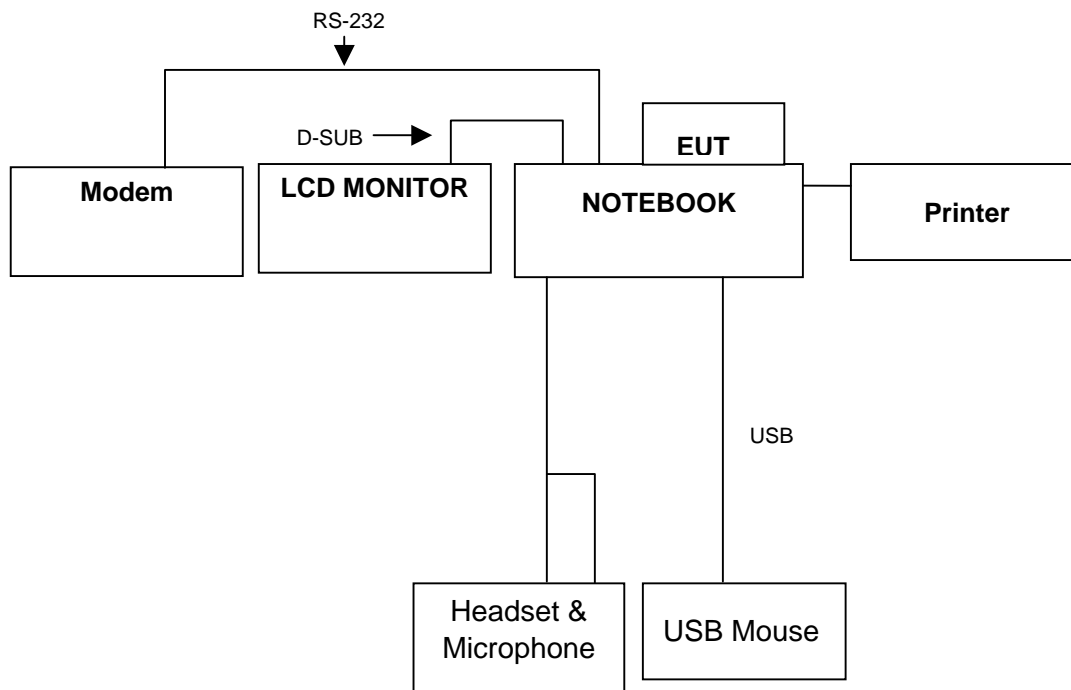 RS-232
D-SUB
EUT
Modem
LCD MONITOR
NOTEBOOK
Printer
USB
Headset &
Microphone
USB Mouse